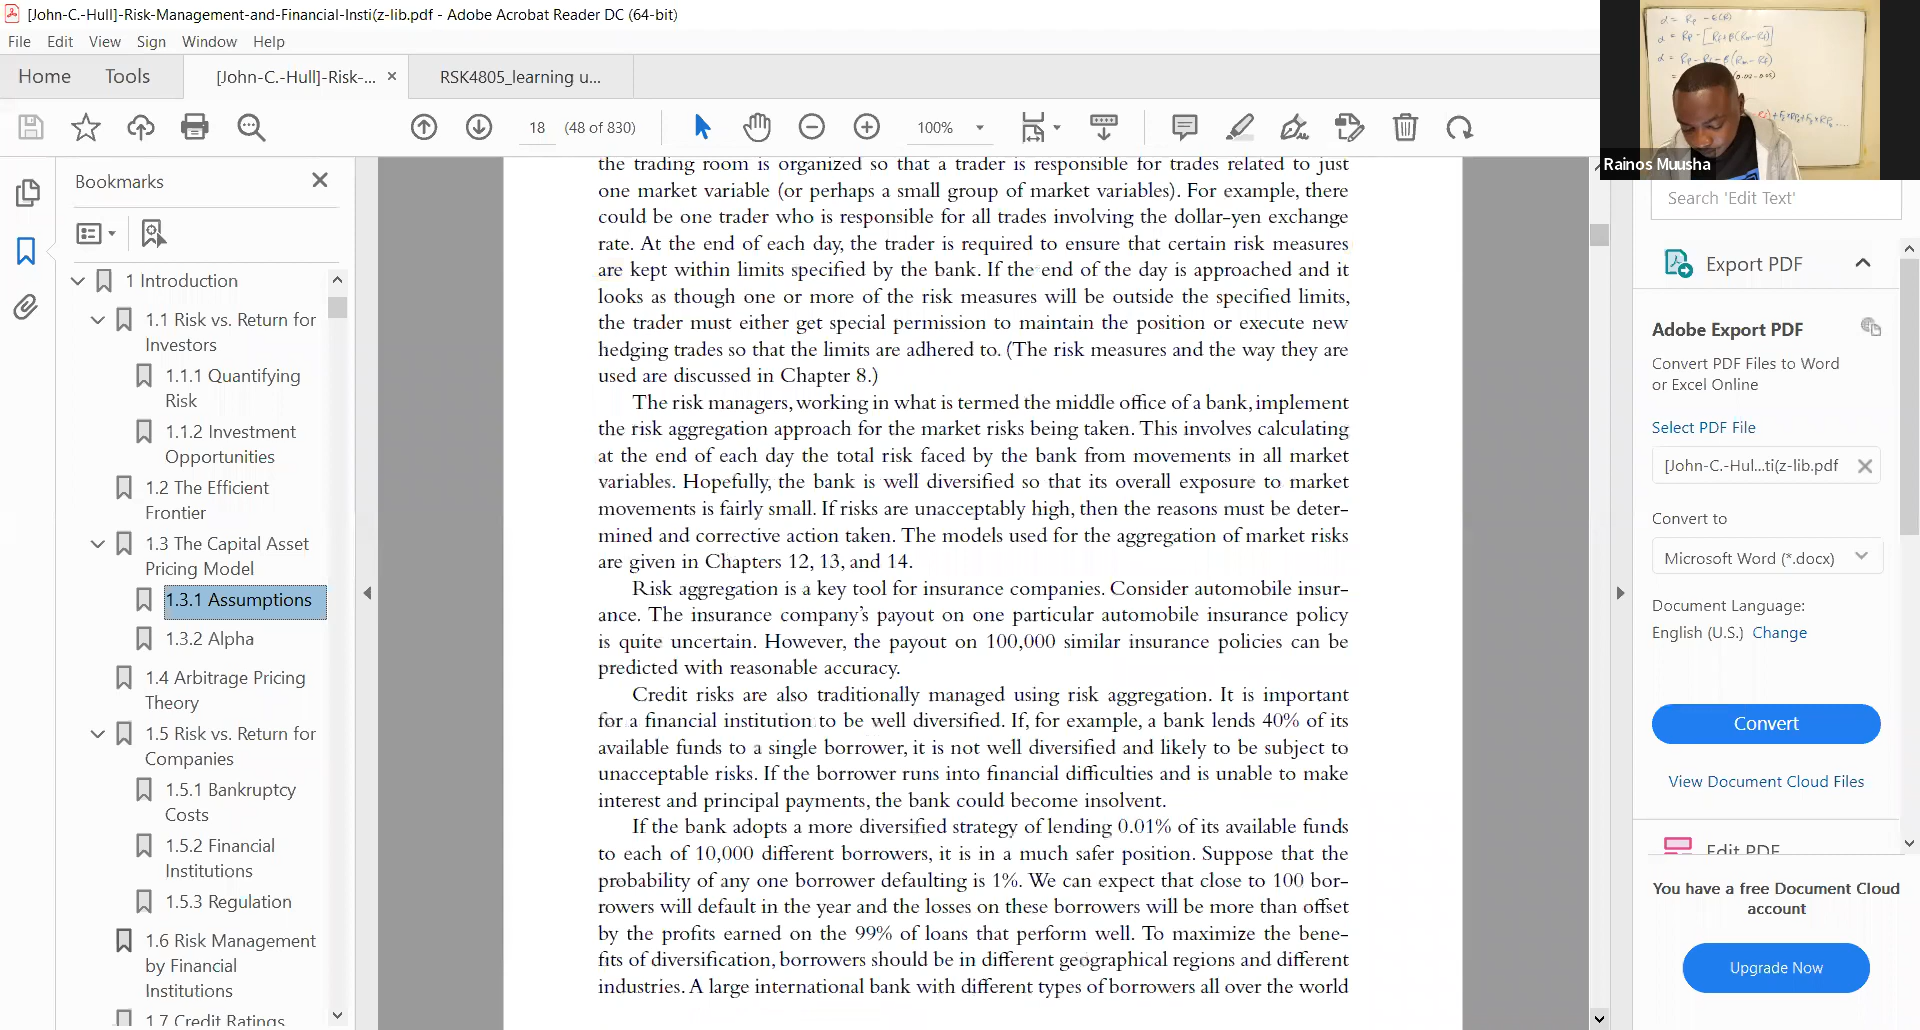 [John-C.-Hull]-Risk-Management-and-Financial-Insti(z-lib.pdf - Adobe Acrobat Reader DC (64-bit)
File Edit View Sign Window Help
Home Tools [John-C.-Hull]-Risk-... × RSK4805_learning u...
18 (48 of 830) 100%
Bookmarks
1 Introduction
1.1 Risk vs. Return for
Investors
1.1.1 Quantifying
Risk
1.1.2 Investment
Opportunities
1.2 The Efficient
Frontier
1.3 The Capital Asset
Pricing Model
1.3.1 Assumptions
1.3.2 Alpha
1.4 Arbitrage Pricing
Theory
1.5 Risk vs. Return for
Companies
1.5.1 Bankruptcy
Costs
1.5.2 Financial
Institutions
1.5.3 Regulation
1.6 Risk Management
by Financial
Institutions
1.7 Credit Ratings
the trading room is organized so that a trader is responsible for trades related to just
one market variable (or perhaps a small group of market variables). For example, there
could be one trader who is responsible for all trades involving the dollar-yen exchange
rate. At the end of each day, the trader is required to ensure that certain risk measures
are kept within limits specified by the bank. If the end of the day is approached and it
looks as though one or more of the risk measures will be outside the specified limits,
the trader must either get special permission to maintain the position or execute new
hedging trades so that the limits are adhered to. (The risk measures and the way they are
used are discussed in Chapter 8.)
The risk managers, working in what is termed the middle office of a bank, implement
the risk aggregation approach for the market risks being taken. This involves calculating
at the end of each day the total risk faced by the bank from movements in all market
variables. Hopefully, the bank is well diversified so that its overall exposure to market
movements is fairly small. If risks are unacceptably high, then the reasons must be deter-
mined and corrective action taken. The models used for the aggregation of market risks
are given in Chapters 12, 13, and 14.
Risk aggregation is a key tool for insurance companies. Consider automobile insur-
ance. The insurance company's payout on one particular automobile insurance policy
is quite uncertain. However, the payout on 100,000 similar insurance policies can be
predicted with reasonable accuracy.
Credit risks are also traditionally managed using risk aggregation. It is important
for a financial institution to be well diversified. If, for example, a bank lends 40% of its
available funds to a single borrower, it is not well diversified and likely to be subject to
unacceptable risks. If the borrower runs into financial difficulties and is unable to make
interest and principal payments, the bank could become insolvent.
If the bank adopts a more diversified strategy of lending 0.01% of its available funds
to each of 10,000 different borrowers, it is in a much safer position. Suppose that the
probability of any one borrower defaulting is 1%. We can expect that close to 100 bor-
rowers will default in the year and the losses on these borrowers will be more than offset
by the profits earned on the 99% of loans that perform well. To maximize the bene-
fits of diversification, borrowers should be in different geographical regions and different
industries. A large international bank with different types of borrowers all over the world
Rainos Muusha
Search 'Edit Text'
Export PDF
Adobe Export PDF
Convert PDF Files to Word
or Excel Online
Select PDF File
[John-C.-Hul...ti(z-lib.pdf
Convert to
Microsoft Word (*.docx)
Document Language:
English (U.S.) Change
Convert
View Document Cloud Files
Edit PDF
You have a free Document Cloud
account
Upgrade Now